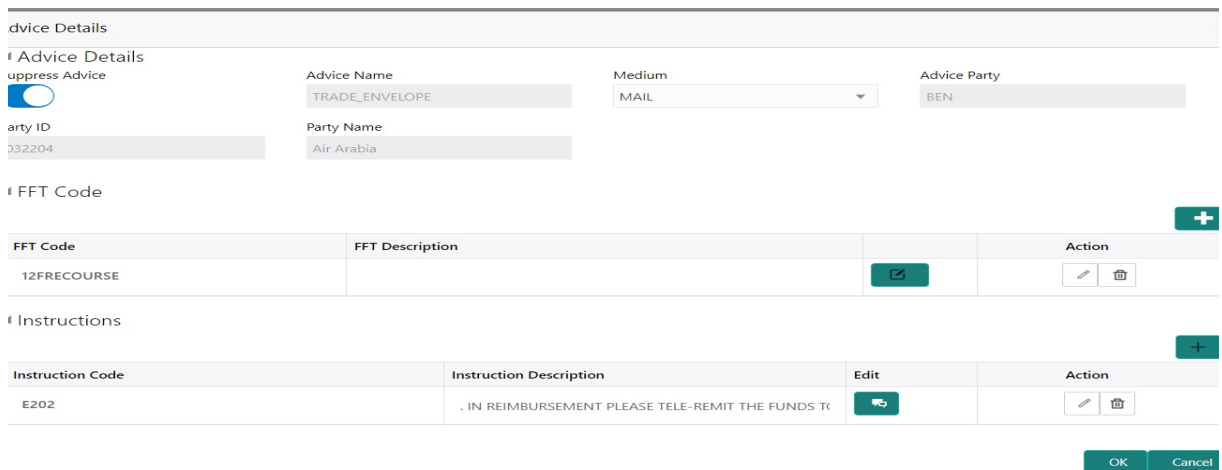 dvice Details
Advice Details
uppress Advice Advice Name Medium Advice Party
TRADE_ENVELOPE MAIL BEN
arty ID Party Name
032204 Air Arabia
FFT Code
FFT Code FFT Description Action
12FRECOURSE
Instructions
Instruction Code Instruction Description Edit Action
E202 . IN REIMBURSEMENT PLEASE TELE-REMIT THE FUNDS TO
OK Cancel